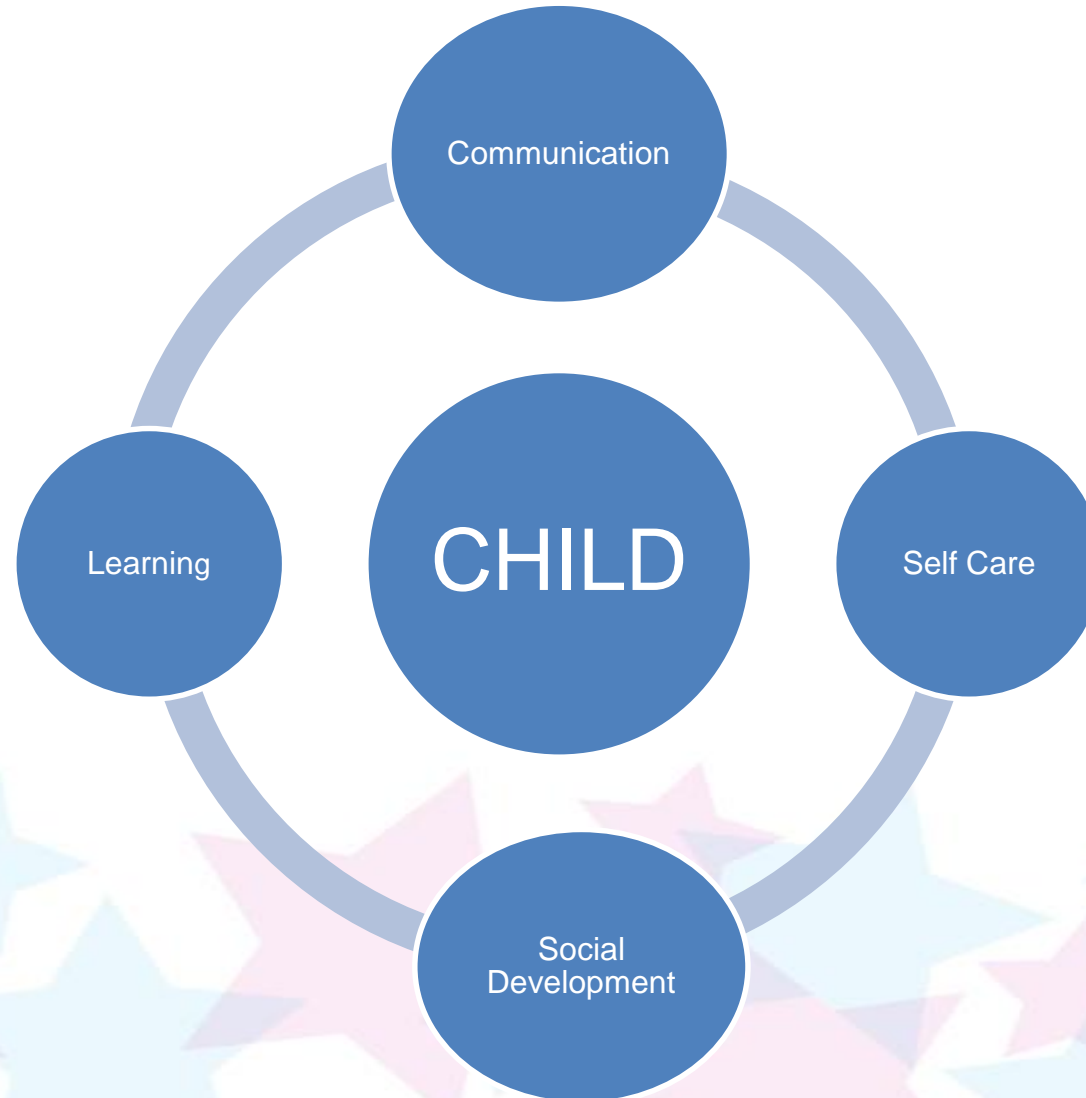 Communication
Learning
CHILD
Self Care
Social
Development